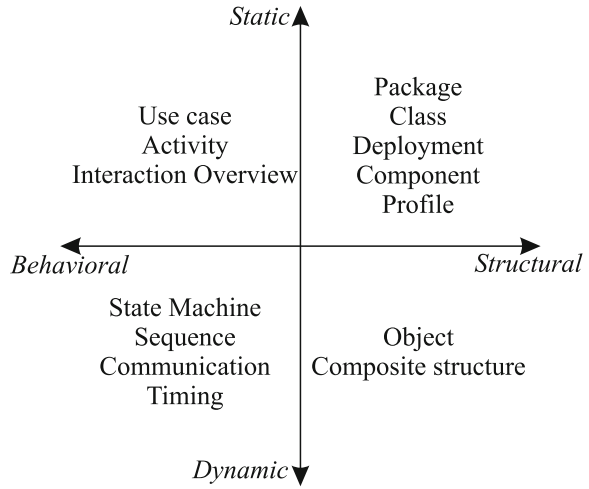 Static
Use case
Activity
Interaction Overview
Package
Class
Deployment
Component
Profile
Behavioral
Structural
State Machine
Sequence
Communication
Timing
Object
Composite structure
Dynamic